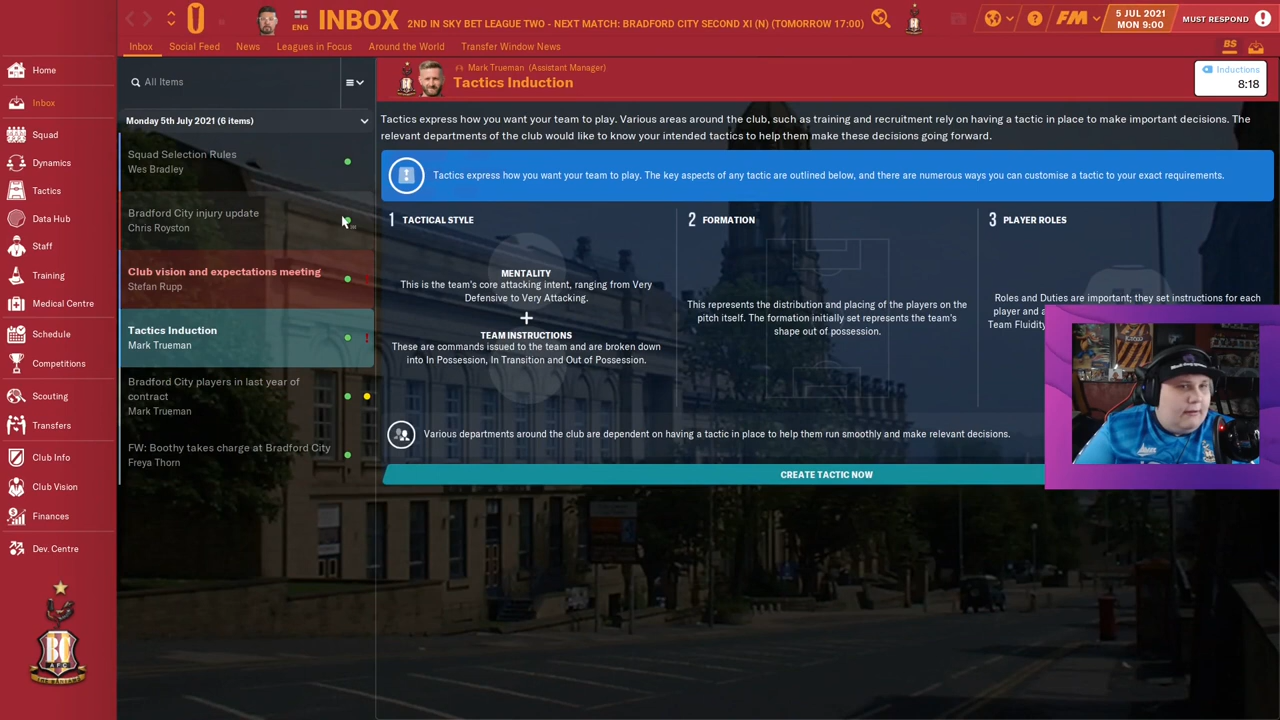 INBOX
ENG
2ND IN SKY BET LEAGUE TWO - NEXT MATCH: BRADFORD CITY SECOND XI (N) (TOMORROW 17:00)
FM
5 JUL 2021
MON 9:00
MUST RESPOND
Inbox
Social Feed
News
Leagues in Focus
Around the World
Transfer Window News
BS
Home
Inbox
Squad
Dynamics
Tactics
Data Hub
Staff
Training
Medical Centre
Schedule
Competitions
Scouting
Transfers
Club Info
Club Vision
Finances
Dev. Centre
All Items
Monday 5th July 2021 (6 items)
Squad Selection Rules
Wes Bradley
Bradford City injury update
Chris Royston
Club vision and expectations meeting
Stefan Rupp
Tactics Induction
Mark Trueman
Bradford City players in last year of
contract
Mark Trueman
FW: Boothy takes charge at Bradford City
Freya Thorn
Mark Trueman (Assistant Manager)
Tactics Induction
Inductions
8:18
Tactics express how you want your team to play. Various areas around the club, such as training and recruitment rely on having a tactic in place to make important decisions. The
relevant departments of the club would like to know your intended tactics to help them make these decisions going forward.
Tactics express how you want your team to play. The key aspects of any tactic are outlined below, and there are numerous ways you can customise a tactic to your exact requirements.
1 TACTICAL STYLE
MENTALITY
This is the team's core attacking intent, ranging from Very
Defensive to Very Attacking.
+
TEAM INSTRUCTIONS
These are commands issued to the team and are broken down
into In Possession, In Transition and Out of Possession.
2 FORMATION
This represents the distribution and placing of the players on the
pitch itself. The formation initially set represents the team's
shape out of possession.
3 PLAYER ROLES
Roles and Duties are important; they set instructions for each
player and a
Team Fluidity
Various departments around the club are dependent on having a tactic in place to help them run smoothly and make relevant decisions.
CREATE TACTIC NOW